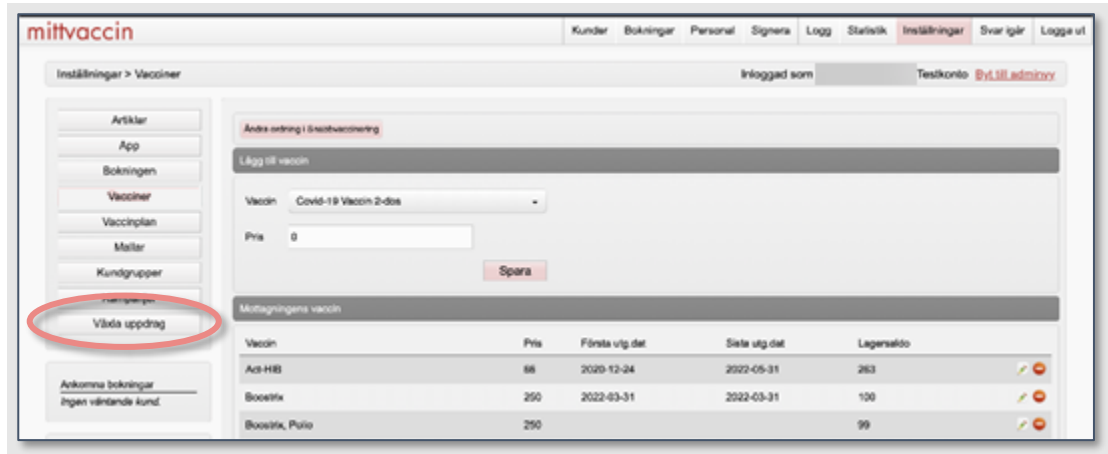 mittvaccin
Kunder Bokningar Personal Signera Logg Statistik Inställningar Svar igår Logga ut
Inställningar > Vacciner Inloggad som Testkonto Byt till adminvy
Artiklar
App
Bokningen
Vacciner
Vaccinplan
Mallar
Kundgrupper
Kampanjer
Växla uppdrag
Ankomna bokningar
Ingen väntande kund.
Ändra ordning i snabbvaccinering
Lägg till vaccin
Vaccin Covid-19 Vaccin 2-dos
Pris 0
Spara
Mottagningens vaccin
Vaccin Pris Första utg.dat Sista utg.dat Lagersaldo
Act-HIB 66 2020-12-24 2022-05-31 263
Boostrix 250 2022-03-31 2022-03-31 100
Boostrix, Polio 250 99